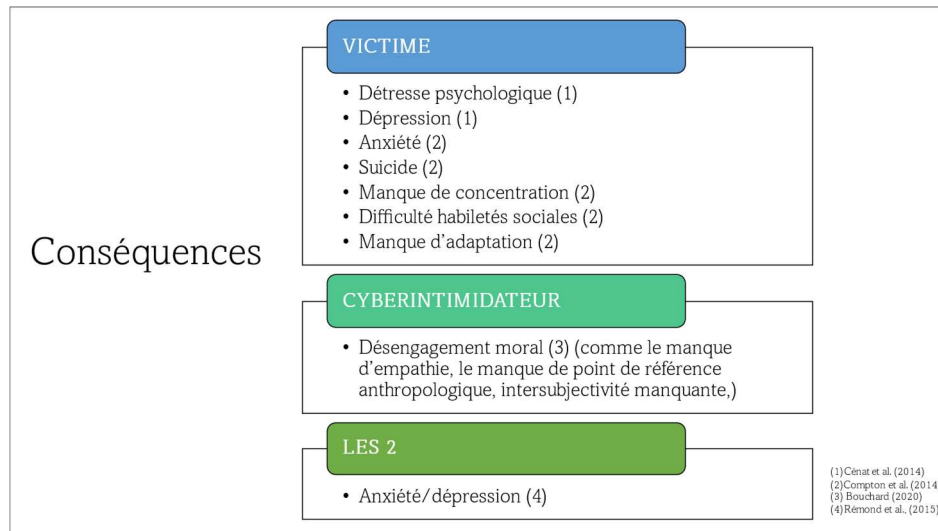 Conséquences
VICTIME
• Détresse psychologique (1)
• Dépression (1)
• Anxiété (2)
• Suicide (2)
• Manque de concentration (2)
• Difficulté habiletés sociales (2)
• Manque d’adaptation (2)
CYBERINTIMIDATEUR
• Désengagement moral (3) (comme le manque
d’empathie, le manque de point de référence
anthropologique, intersubjectivité manquante,)
LES 2
• Anxiété/dépression (4)
(1)Cénat et al. (2014)
(2)Compton et al. (2014
(3) Bouchard (2020)
(4)Rémond et al., (2015)